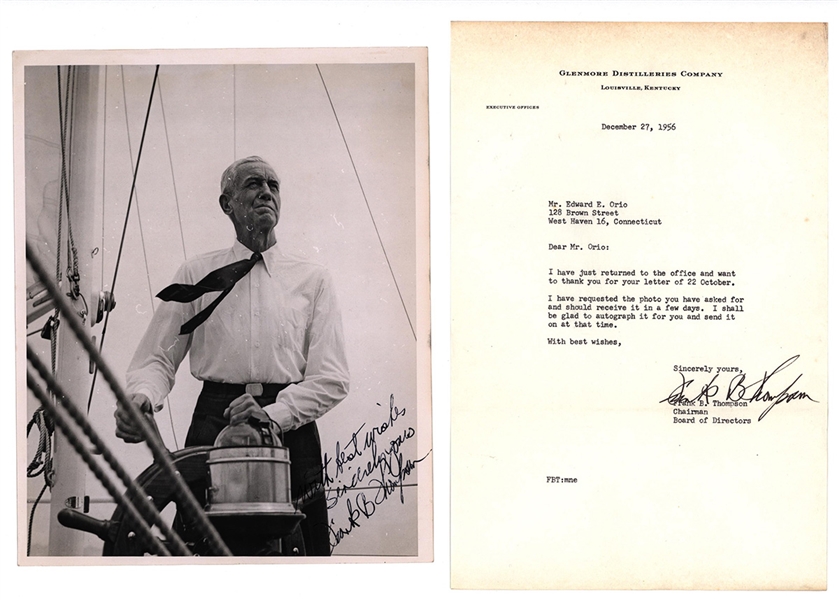 With best wishes
Sincerely yours
Frank B Thompson
GLENMORE DISTILLERIES COMPANY
LOUISVILLE, KENTUCKY
EXECUTIVE OFFICES
December 27, 1956
Mr. Edward E. Orio
128 Brown Street
West Haven 16, Connecticut
Dear Mr. Orio:
I have just returned to the office and want
to thank you for your letter of 22 October.
I have requested the photo you have asked for
and should receive it in a few days. I shall
be glad to autograph it for you and send it
on at that time.
With best wishes,
Sincerely yours,
Frank B Thompson
Frank B. Thompson
Chairman
Board of Directors
FBT:mne